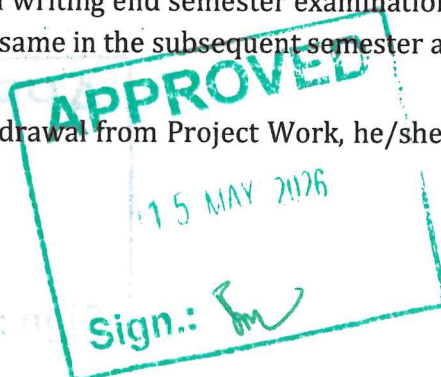 writing end semester examination
same in the subsequent semester a
APPROVED
drawal from Project Work, he/she
15 MAY 2026
Sign.: